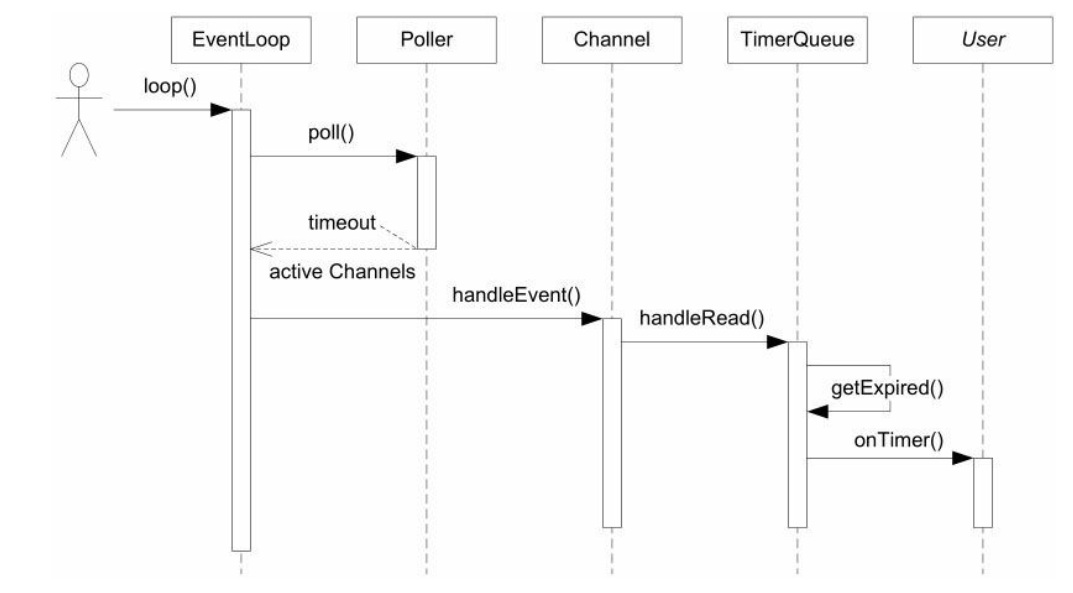 EventLoop
Poller
Channel
TimerQueue
User
loop()
poll()
timeout
active Channels
handleEvent()
handleRead()
getExpired()
onTimer()